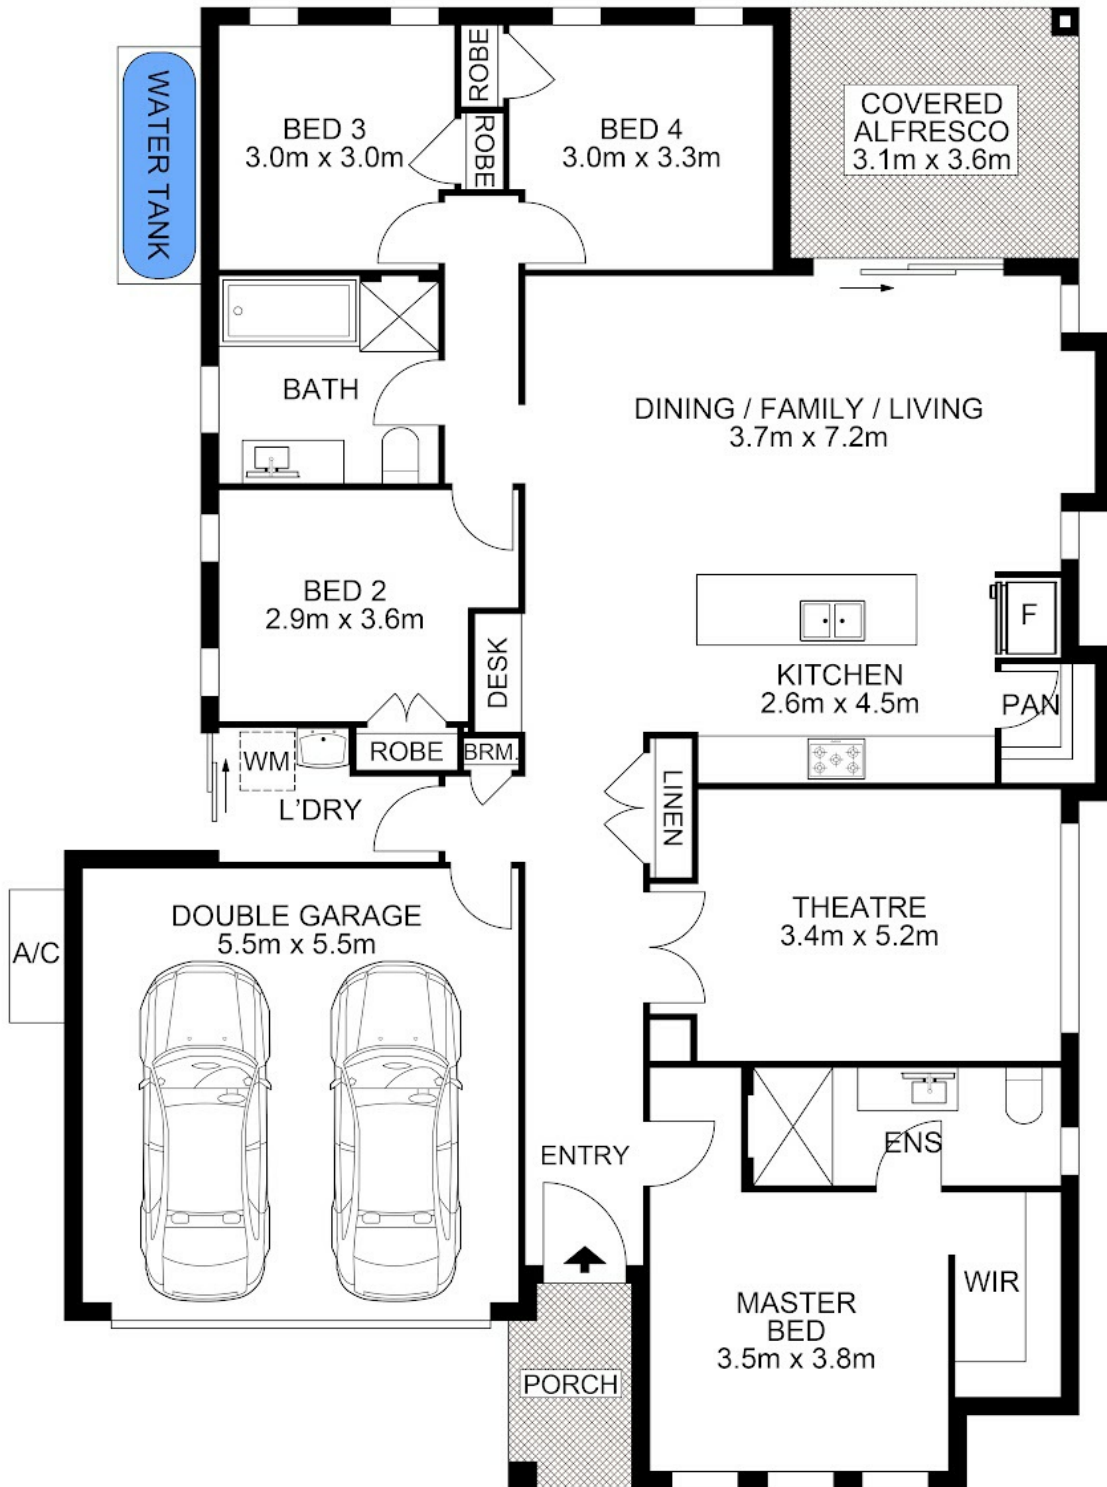 WATER TANK
BED 3
3.0m x 3.0m
ROBE
ROBE
BED 4
3.0m x 3.3m
COVERED
ALFRESCO
3.1m x 3.6m
BATH
DINING / FAMILY / LIVING
3.7m x 7.2m
BED 2
2.9m x 3.6m
DESK
F
KITCHEN
2.6m x 4.5m
PAN
WM
ROBE
BRM.
L'DRY
LINEN
DOUBLE GARAGE
5.5m x 5.5m
A/C
THEATRE
3.4m x 5.2m
ENTRY
ENS
WIR
MASTER
BED
3.5m x 3.8m
PORCH